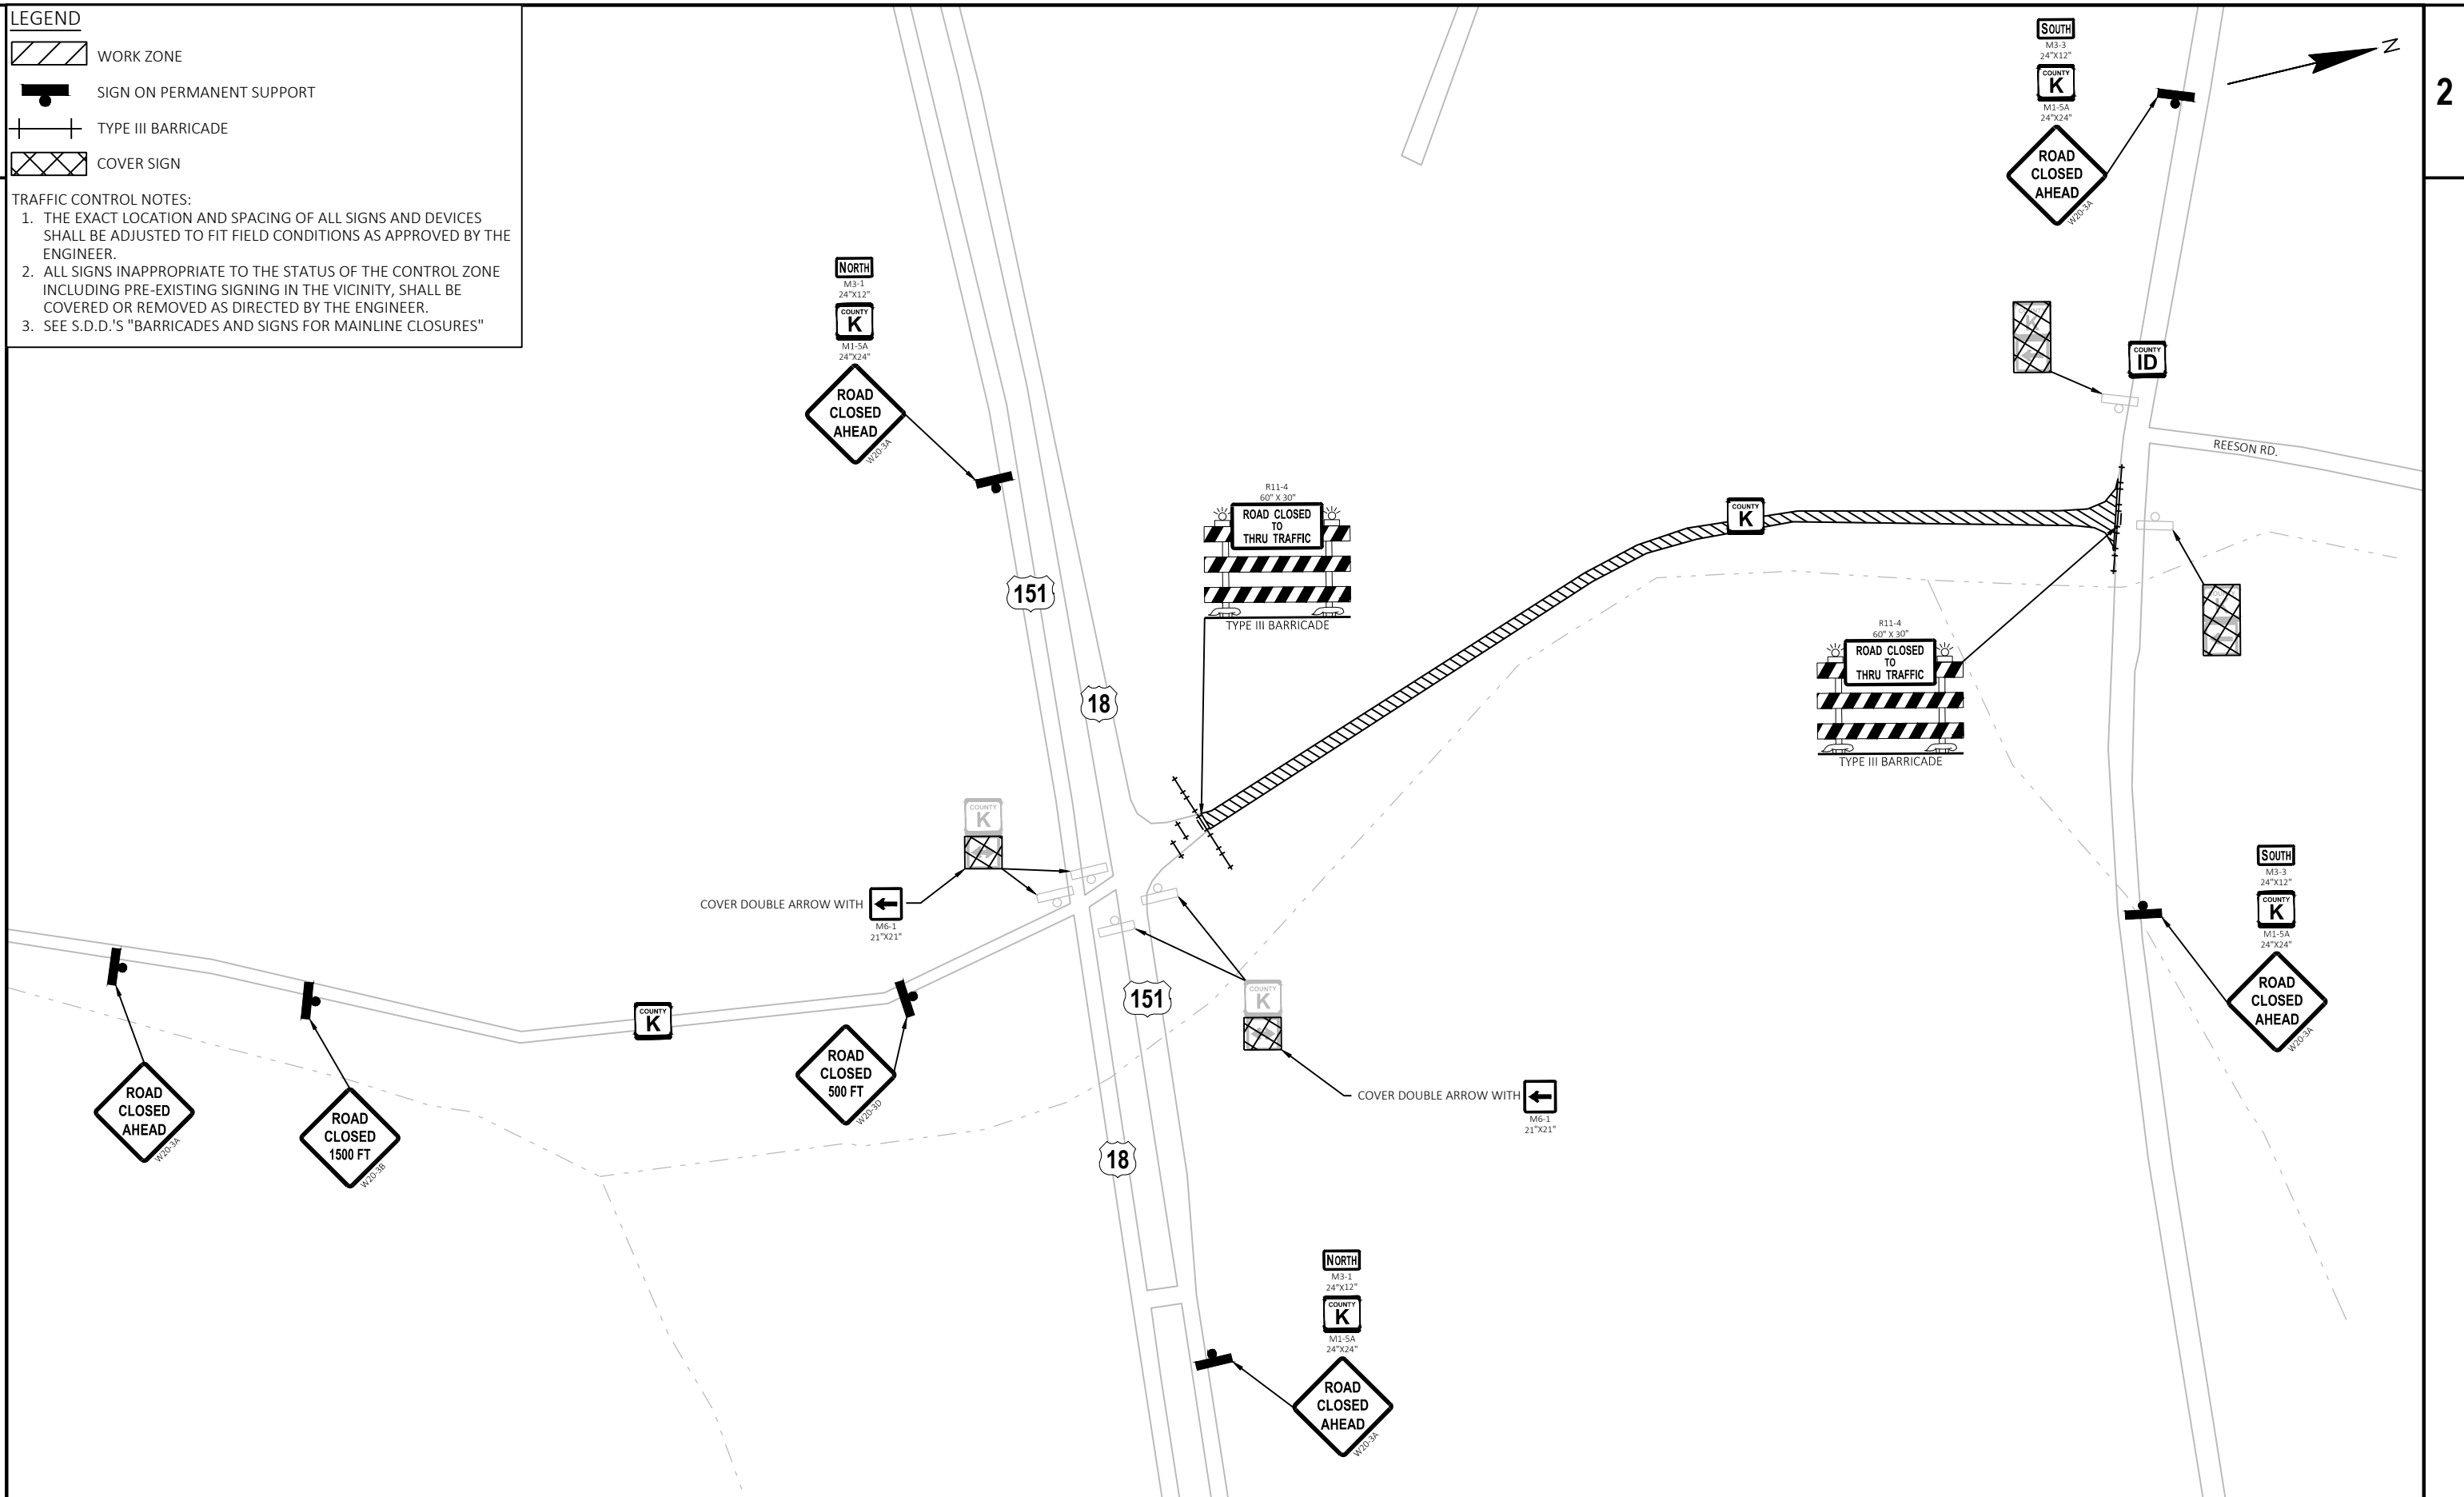 LEGEND
WORK ZONE
SIGN ON PERMANENT SUPPORT
TYPE III BARRICADE
COVER SIGN
TRAFFIC CONTROL NOTES:
1. THE EXACT LOCATION AND SPACING OF ALL SIGNS AND DEVICES
SHALL BE ADJUSTED TO FIT FIELD CONDITIONS AS APPROVED BY THE
ENGINEER.
2. ALL SIGNS INAPPROPRIATE TO THE STATUS OF THE CONTROL ZONE
INCLUDING PRE-EXISTING SIGNING IN THE VICINITY, SHALL BE
COVERED OR REMOVED AS DIRECTED BY THE ENGINEER.
3. SEE S.D.D.'S "BARRICADES AND SIGNS FOR MAINLINE CLOSURES"
NORTH
M3-1
24"X12"
COUNTY
K
M1-5A
24"X24"
ROAD
CLOSED
AHEAD
W20-3A
SOUTH
M3-3
24"X12"
COUNTY
K
M1-5A
24"X24"
ROAD
CLOSED
AHEAD
W20-3A
N
2
COUNTY
K
COUNTY
ID
REESON RD.
R11-4
60" X 30"
ROAD CLOSED
TO
THRU TRAFFIC
TYPE III BARRICADE
COUNTY
K
151
18
R11-4
60" X 30"
ROAD CLOSED
TO
THRU TRAFFIC
TYPE III BARRICADE
COUNTY
K
COVER DOUBLE ARROW WITH
M6-1
21"X21"
SOUTH
M3-3
24"X12"
COUNTY
K
M1-5A
24"X24"
ROAD
CLOSED
AHEAD
W20-3A
COUNTY
K
151
COUNTY
K
ROAD
CLOSED
AHEAD
W20-3A
ROAD
CLOSED
1500 FT
W20-3B
ROAD
CLOSED
500 FT
W20-3D
COVER DOUBLE ARROW WITH
M6-1
21"X21"
18
NORTH
M3-1
24"X12"
COUNTY
K
M1-5A
24"X24"
ROAD
CLOSED
AHEAD
W20-3A